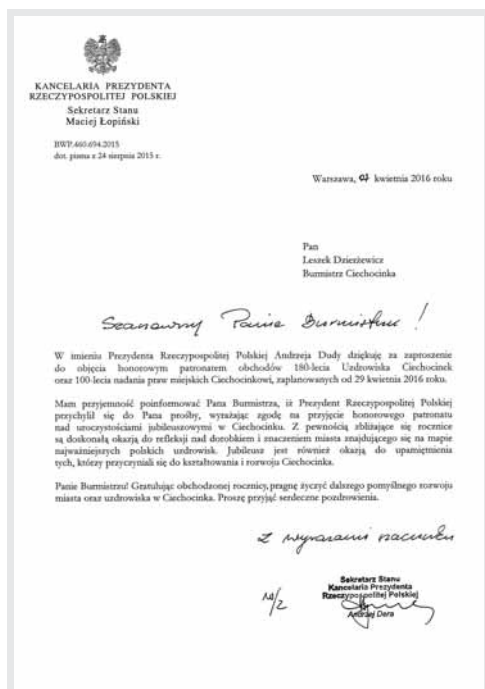 KANCELARIA PREZYDENTA
RZECZYPOSPOLITEJ POLSKIEJ
Sekretarz Stanu
Maciej Łopiński
BWP.460.694.2015
dot. pisma z 24 sierpnia 2015 r.
Warszawa, 07 kwietnia 2016 roku
Pan
Leszek Dzierżewicz
Burmistrz Ciechocinka
Szanowny Panie Burmistrzu!
W imieniu Prezydenta Rzeczypospolitej Polskiej Andrzeja Dudy dziękuję za zaproszenie
do objęcia honorowym patronatem obchodów 180-lecia Uzdrowiska Ciechocinek
oraz 100-lecia nadania praw miejskich Ciechocinkowi, zaplanowanych od 29 kwietnia 2016 roku.
Mam przyjemność poinformować Pana Burmistrza, iż Prezydent Rzeczypospolitej Polskiej
przychylił się do Pana prośby, wyrażając zgodę na przyjęcie honorowego patronatu
nad uroczystościami jubileuszowymi w Ciechocinku. Z pewnością zbliżające się rocznice
są doskonałą okazją do refleksji nad dorobkiem i znaczeniem miasta znajdującego się na mapie
najważniejszych polskich uzdrowisk. Jubileusz jest również okazją do upamiętnienia
tych, którzy przyczyniali się do kształtowania i rozwoju Ciechocinka.
Panie Burmistrzu! Gratulując obchodzonej rocznicy, pragnę życzyć dalszego pomyślnego rozwoju
miasta oraz uzdrowiska w Ciechocinka. Proszę przyjąć serdeczne pozdrowienia.
Z wyrazami szacunku
Sekretarz Stanu
Kancelaria Prezydenta
Rzeczypospolitej Polskiej
Andrzej Dera